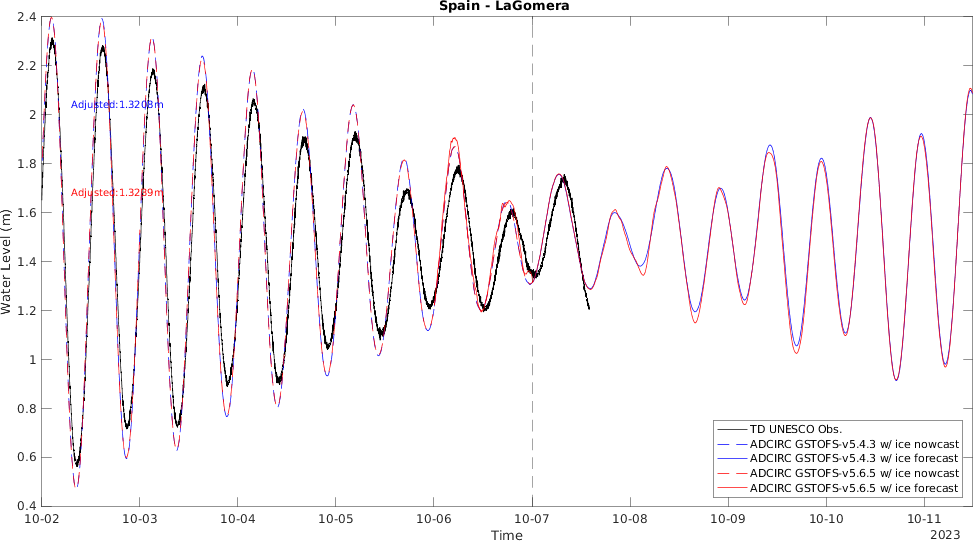 Spain - LaGomera
2.4
2.2
2
1.8
1.6
1.4
1.2
1
0.8
0.6
0.4
Water Level (m)
Adjusted:1.3203m
Adjusted:1.3289m
TD UNESCO Obs.
ADCIRC GSTOFS-v5.4.3 w/ ice nowcast
ADCIRC GSTOFS-v5.4.3 w/ ice forecast
ADCIRC GSTOFS-v5.6.5 w/ ice nowcast
ADCIRC GSTOFS-v5.6.5 w/ ice forecast
10-02 10-03 10-04 10-05 10-06 10-07 10-08 10-09 10-10 10-11
Time
2023